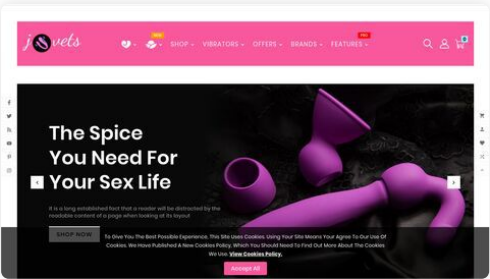 jovets
SHOP VIBRATORS OFFERS BRANDS FEATURES
The Spice
You Need For
Your Sex Life
It is a long established fact that a reader will be distracted by the
readable content of a page when looking at its layout
SHOP NOW
To Give You The Best Possible Experience, This Site Uses Cookies. Using Your Site Means Your Agree To Our Use Of
Cookies. We Have Published A New Cookies Policy, Which You Should Need To Find Out More About The Cookies
We Use. View Cookies Policy.
Accept All